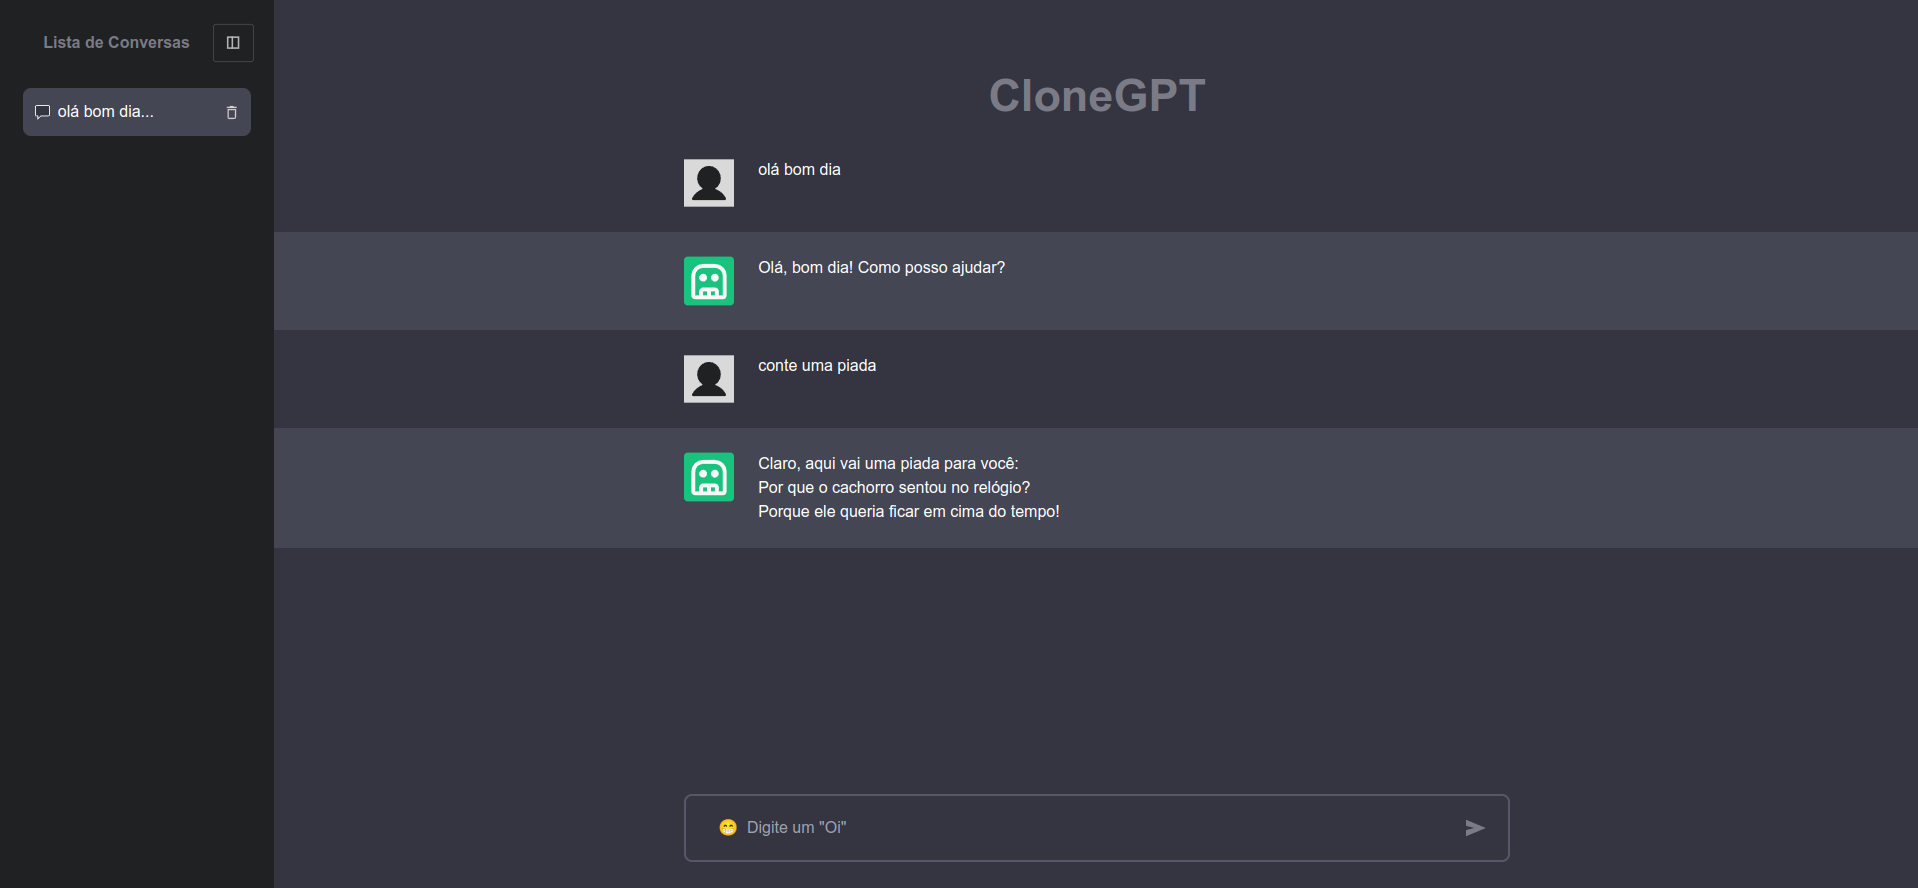 Lista de Conversas
olá bom dia...
CloneGPT
olá bom dia
Olá, bom dia! Como posso ajudar?
conte uma piada
Claro, aqui vai uma piada para você:
Por que o cachorro sentou no relógio?
Porque ele queria ficar em cima do tempo!
😁 Digite um "Oi"